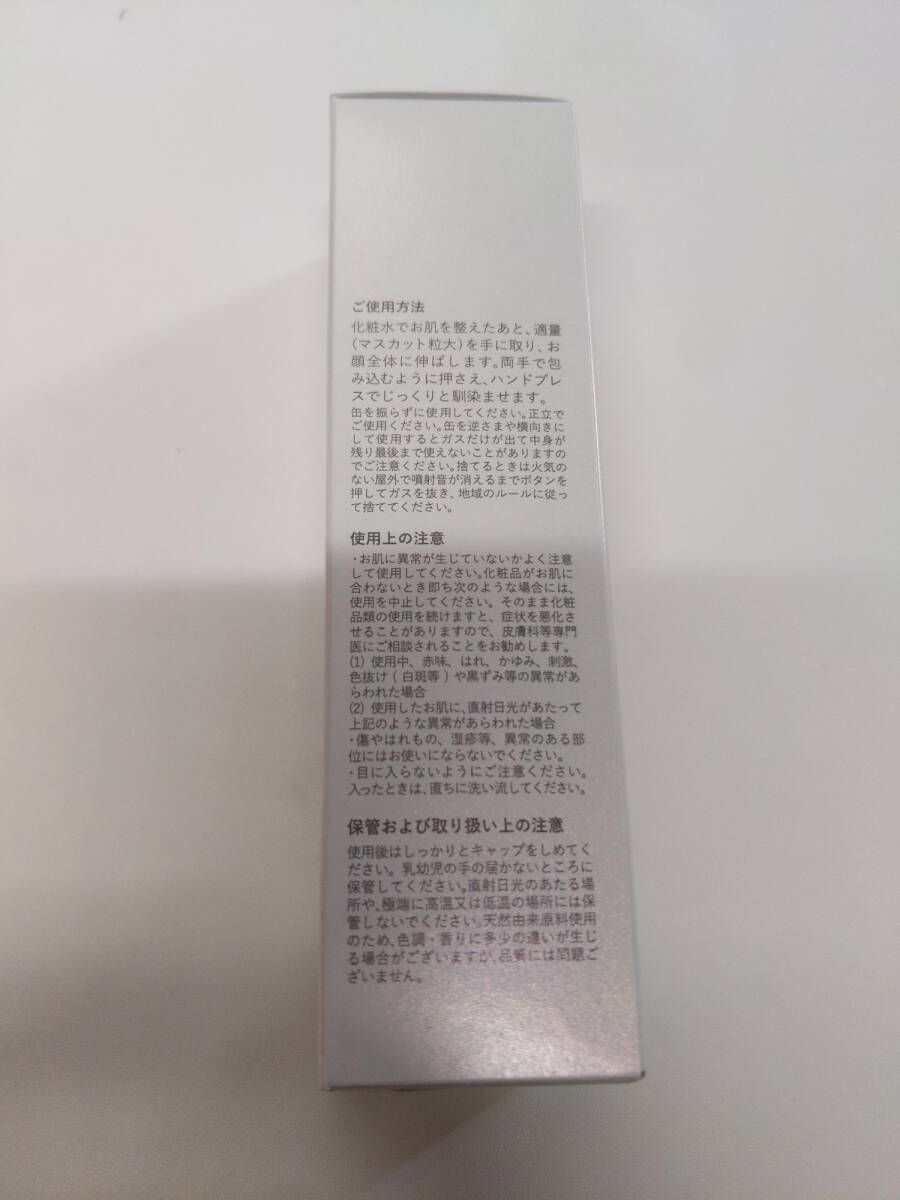 ご使用方法
化粧水でお肌を整えたあと、適量
(マスカット粒大)を手に取り、お
顔全体に伸ばします。両手で包
み込むように押さえ、ハンドプレ
スでじっくりと馴染ませます。
缶を振らずに使用してください。正立で
ご使用ください。缶を逆さまや横向きに
して使用するとガスだけが出て中身が
残り最後まで使えないことがありますの
でご注意ください。捨てるときは火気の
ない屋外で噴射音が消えるまでボタンを
押してガスを抜き、地域のルールに従っ
て捨ててください。
使用上の注意
・お肌に異常が生じていないかよく注意
して使用してください。化粧品がお肌に
合わないとき即ち次のような場合には、
使用を中止してください。そのまま化粧
品類の使用を続けますと、症状を悪化さ
せることがありますので、皮膚科等専門
医にご相談されることをお勧めします。
(1) 使用中、赤味、はれ、かゆみ、刺激、
色抜け ( 白斑等 ) や黒ずみ等の異常があ
らわれた場合
(2) 使用したお肌に、直射日光があたって
上記のような異常があらわれた場合
・傷やはれもの、湿疹等、異常のある部
位にはお使いにならないでください。
・目に入らないようにご注意ください。
入ったときは、直ちに洗い流してください。
保管および取り扱い上の注意
使用後はしっかりとキャップをしめてく
ださい。乳幼児の手の届かないところに
保管してください。直射日光のあたる場
所や、極端に高温又は低温の場所には保
管しないでください。天然由来原料使用
のため、色調・香りに多少の違いが生じ
る場合がございますが、品質には問題ご
ざいません。